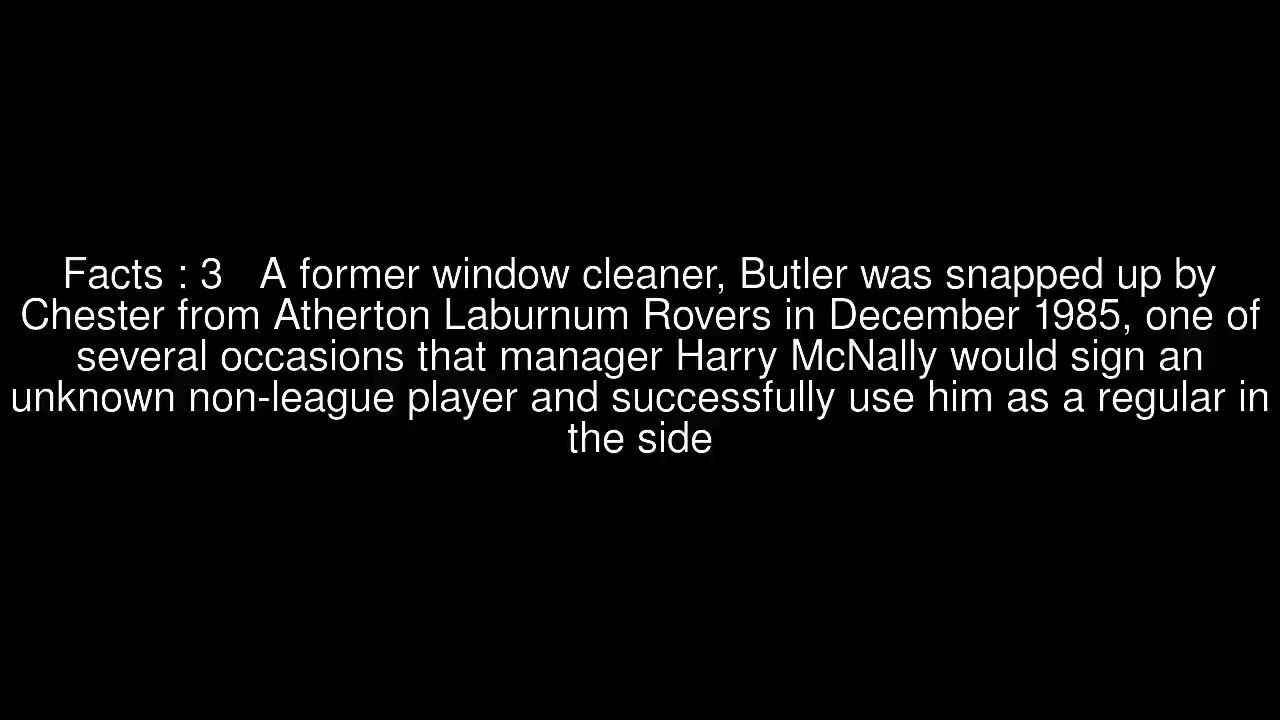 Facts : 3   A former window cleaner, Butler was snapped up by
Chester from Atherton Laburnum Rovers in December 1985, one of
several occasions that manager Harry McNally would sign an
unknown non-league player and successfully use him as a regular in
the side